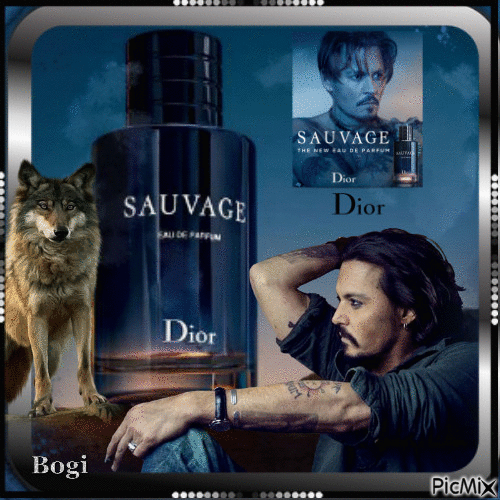 SAUVAGE
THE NEW EAU DE PARFUM
Dior
Dior
SAUVAGE
EAU DE PARFUM
Dior
Bogi
PicMix